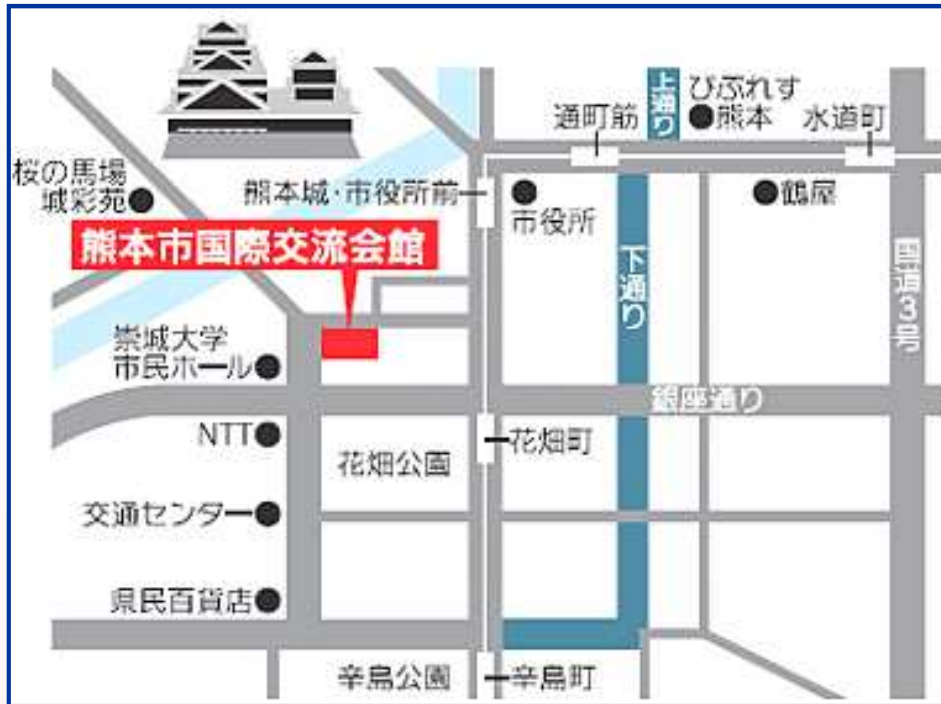 上通り
びぷれす
●熊本
通町筋
水道町
桜の馬場
城彩苑●
熊本城・市役所前
●
市役所
●鶴屋
熊本市国際交流会館
下通り
国道3号
崇城大学
市民ホール●
銀座通り
NTT●
花畑町
花畑公園
交通センター●
県民百貨店●
辛島公園
辛島町